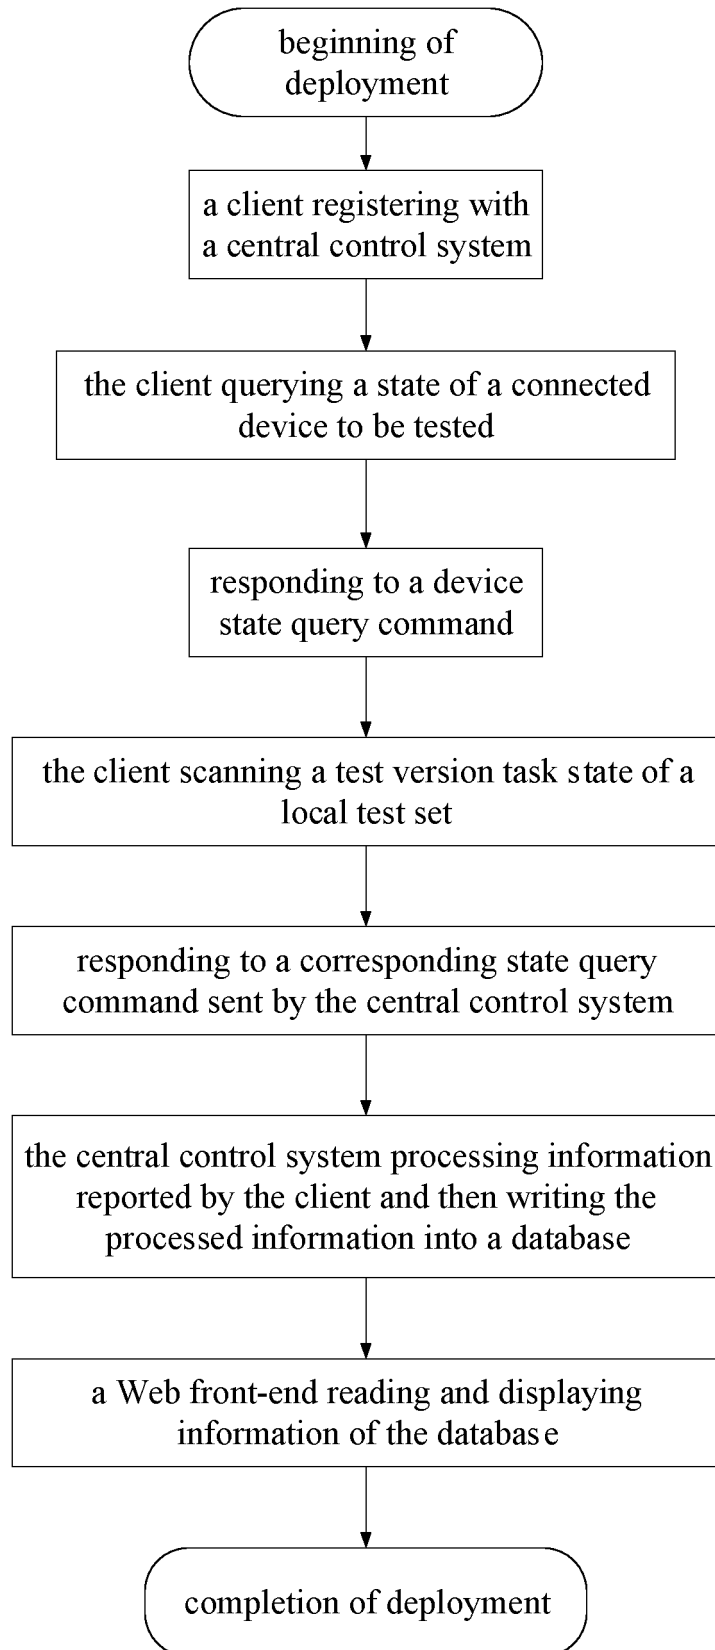 beginning of
deployment
a client registering with
a central control system
the client querying a state of a connected
device to be tested
responding to a device
state query command
the client scanning a test version task state of a
local test set
responding to a corresponding state query
command sent by the central control system
the central control system processing information
reported by the client and then writing the
processed information into a database
a Web front-end reading and displaying
information of the database
completion of deployment